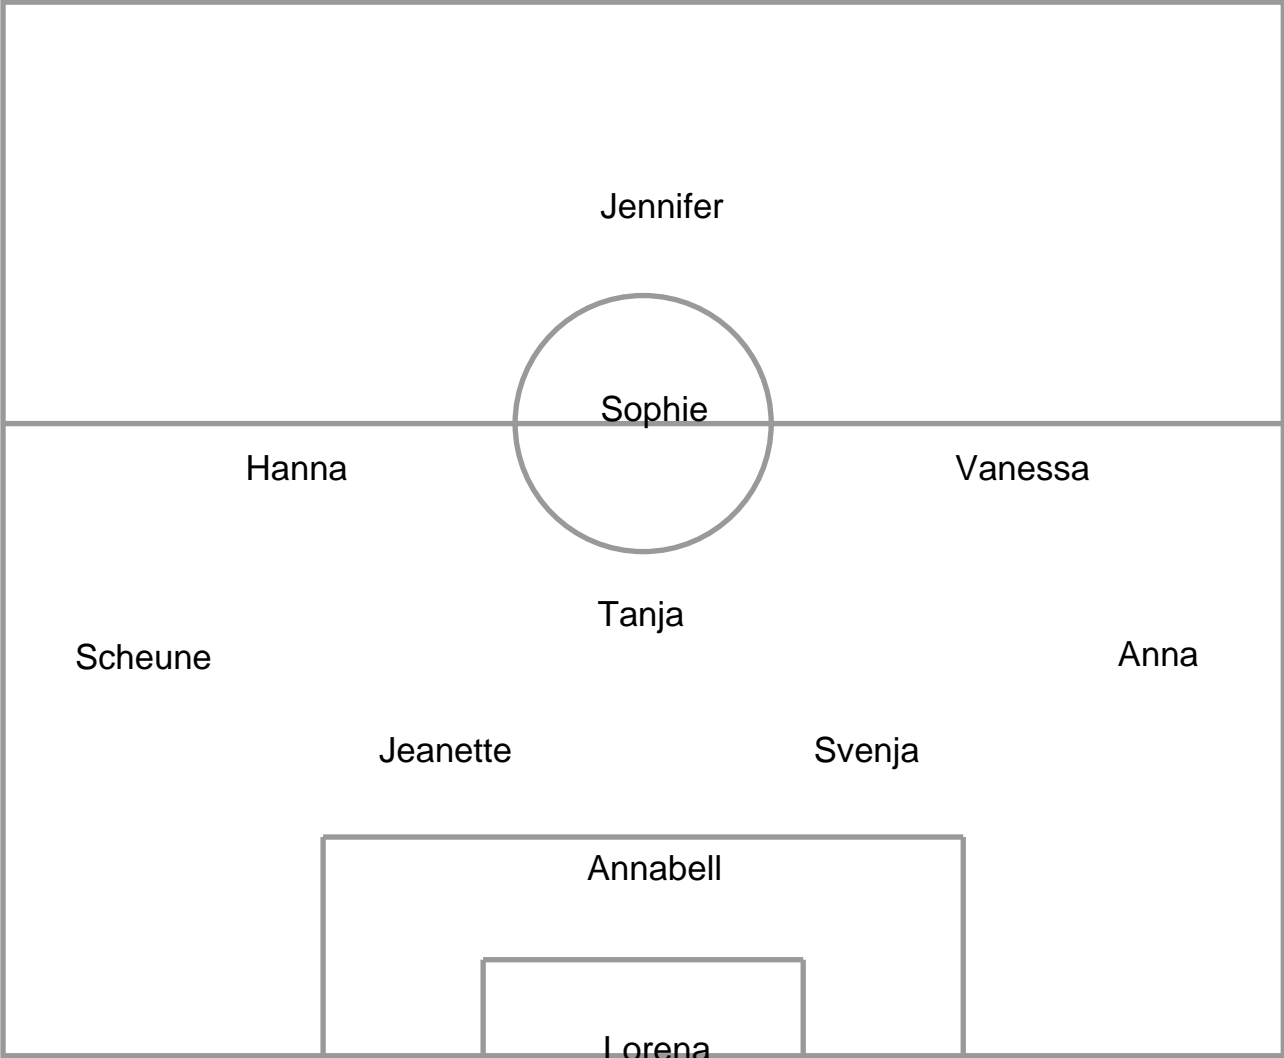 Jennifer
Sophie
Hanna
Vanessa
Tanja
Scheune
Anna
Jeanette
Svenja
Annabell
Lorena